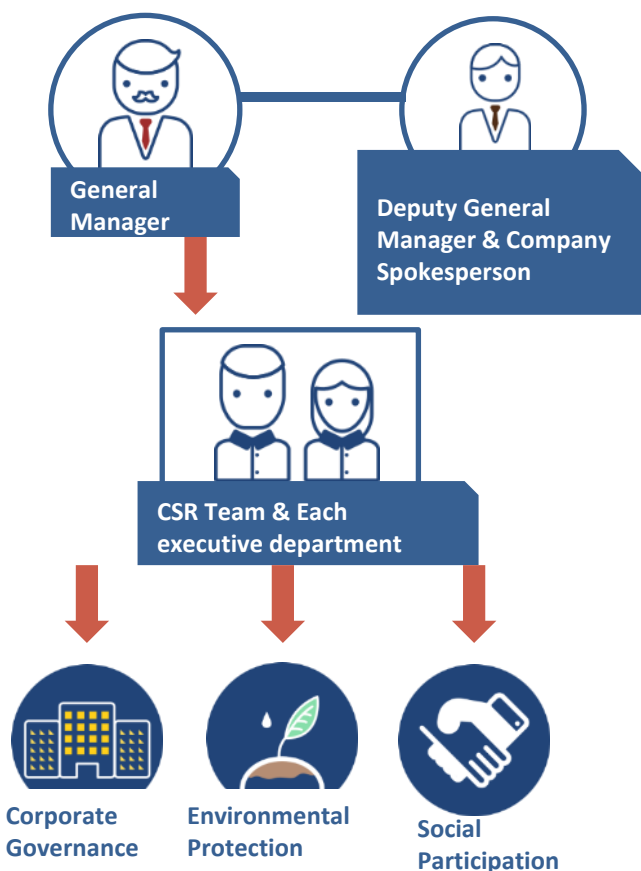 General
Manager
Deputy General
Manager & Company
Spokesperson
CSR Team & Each
executive department
Corporate
Governance
Environmental
Protection
Social
Participation